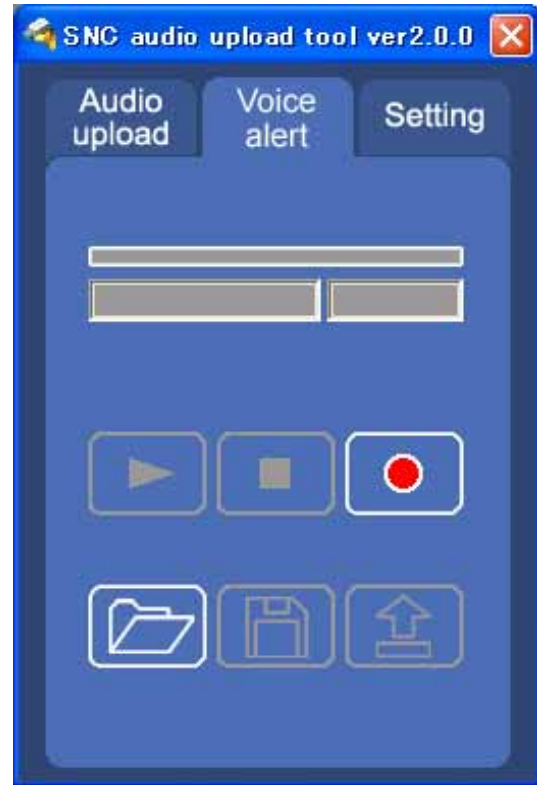 SNC audio upload tool ver2.0.0
Audio
upload
Voice
alert
Setting